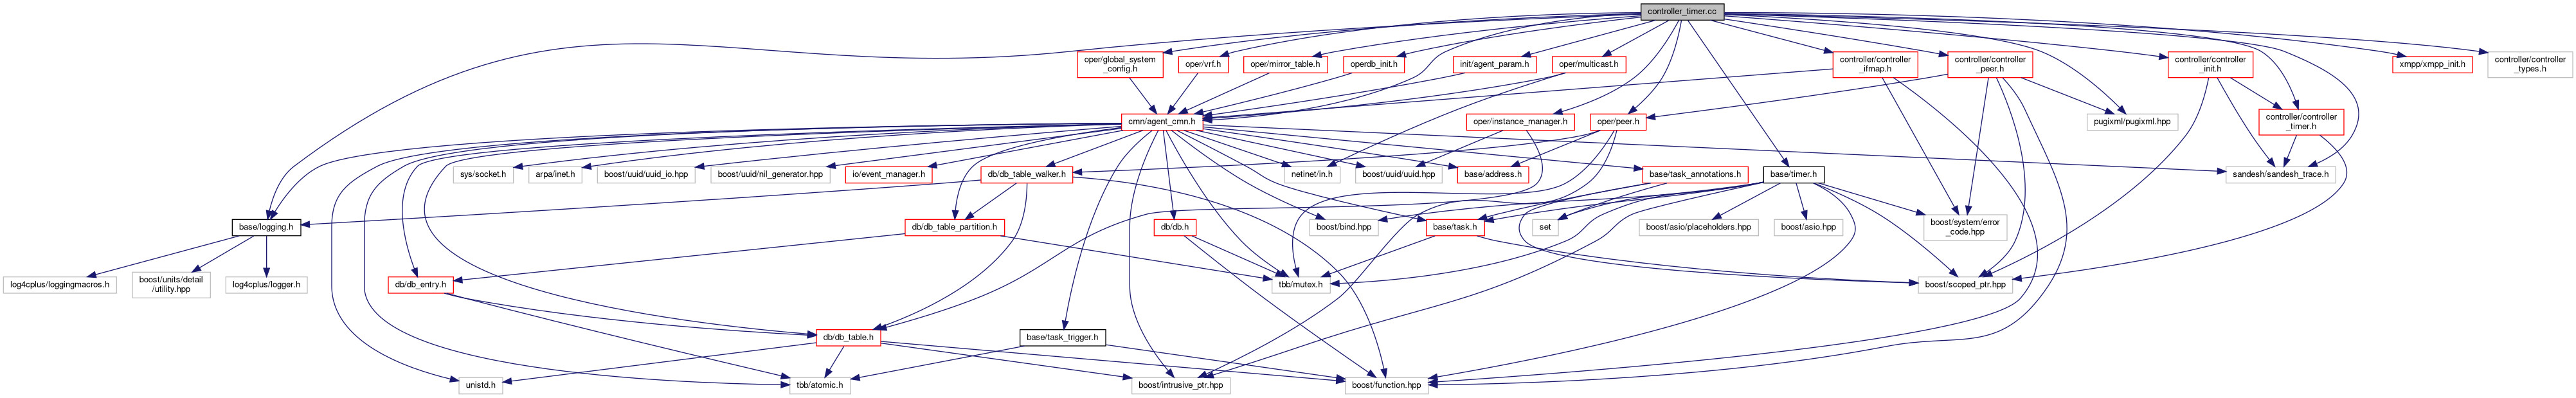 controller_timer.cc
oper/global_system
_config.h
oper/vrf.h
oper/mirror_table.h
operdb_init.h
init/agent_param.h
oper/multicast.h
controller/controller
_ifmap.h
controller/controller
_peer.h
controller/controller
_init.h
xmpp/xmpp_init.h
controller/controller
_types.h
cmn/agent_cmn.h
oper/instance_manager.h
oper/peer.h
pugixml/pugixml.hpp
controller/controller
_timer.h
sys/socket.h
arpa/inet.h
boost/uuid/uuid_io.hpp
boost/uuid/nil_generator.hpp
io/event_manager.h
db/db_table_walker.h
netinet/in.h
boost/uuid/uuid.hpp
base/address.h
base/task_annotations.h
base/timer.h
sandesh/sandesh_trace.h
base/logging.h
db/db_table_partition.h
db/db.h
boost/bind.hpp
base/task.h
set
boost/asio/placeholders.hpp
boost/asio.hpp
boost/system/error
_code.hpp
log4cplus/loggingmacros.h
boost/units/detail
/utility.hpp
log4cplus/logger.h
db/db_entry.h
tbb/mutex.h
boost/scoped_ptr.hpp
db/db_table.h
base/task_trigger.h
unistd.h
tbb/atomic.h
boost/intrusive_ptr.hpp
boost/function.hpp